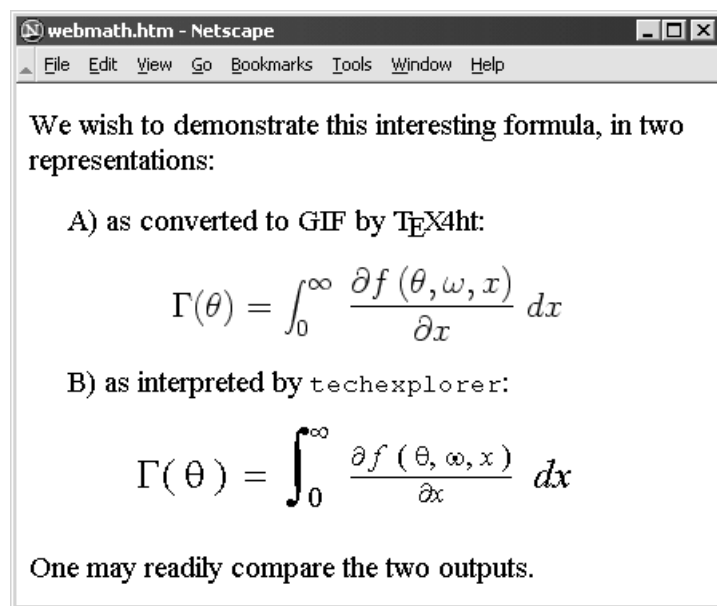 webmath.htm - Netscape
File Edit View Go Bookmarks Tools Window Help
We wish to demonstrate this interesting formula, in two
representations:
A) as converted to GIF by TEX4ht:
Γ(θ) = ∫₀^∞ ∂f (θ, ω, x) / ∂x dx
B) as interpreted by techexplorer:
Γ( θ ) = ∫₀^∞ ∂f ( θ, ω, x ) / ∂x dx
One may readily compare the two outputs.